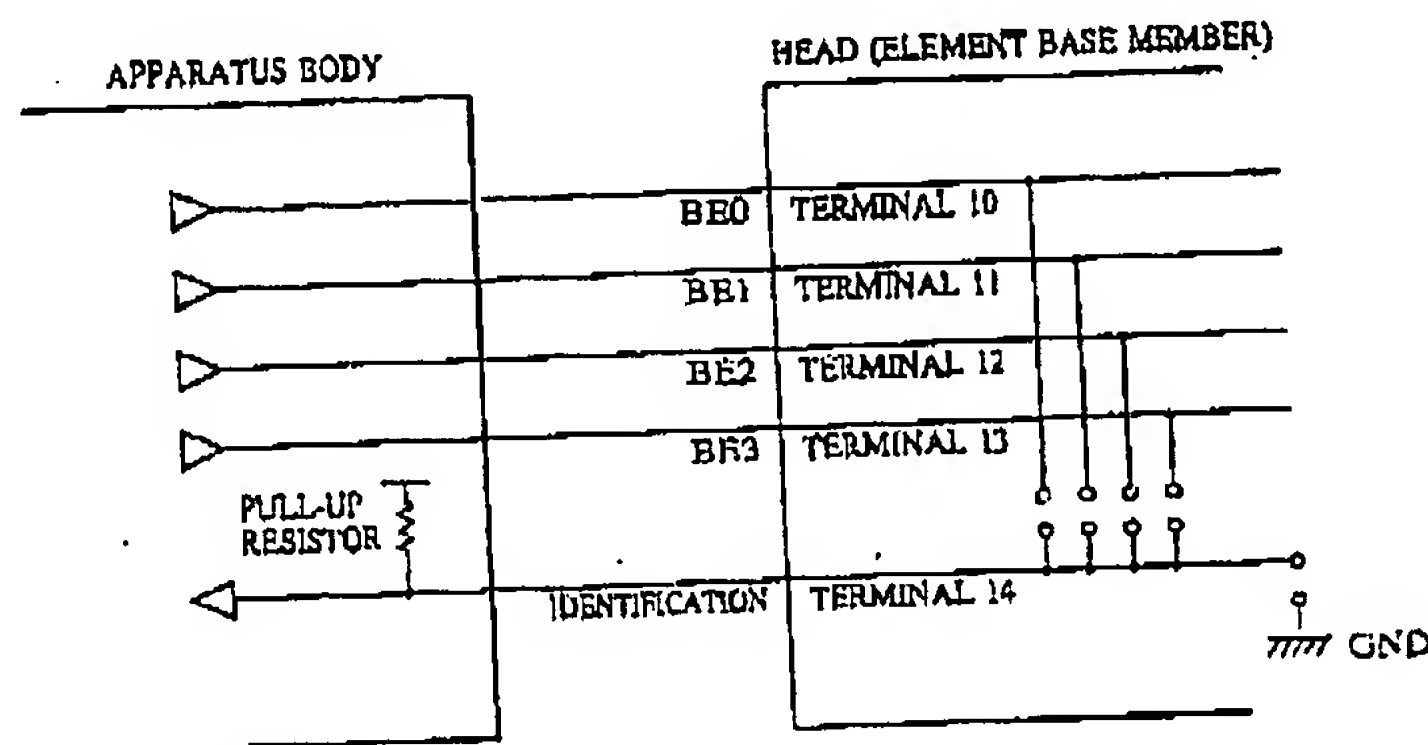 APPARATUS BODY
HEAD (ELEMENT BASE MEMBER)
BE0 TERMINAL 10
BE1 TERMINAL 11
BE2 TERMINAL 12
BE3 TERMINAL 13
PULL-UP
RESISTOR
IDENTIFICATION TERMINAL 14
GND